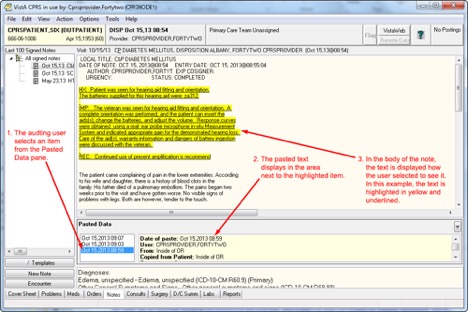 VistA CPRS in use by: Cprsprovider,Fortytwo (CPRSNODE1)
File Edit View Action Options Tools Help
CPRSPATIENT,SIX (OUTPATIENT) DISP Oct 15,13 08:54 Primary Care Team Unassigned
666-06-1006 Apr 15,1953 (60) Provider: CPRSPROVIDER,FORTYTWO
Flag VistaWeb No Postings
Remote Data
Last 100 Signed Notes Visit: 10/15/13 CP DIABETES MELLITUS, DISPOSITION ALBANY, FORTYTWO CPRSPROVIDER (Oct 15,13@08:54)
All signed notes
Oct 15,13 CP
Oct 15,13 SC
May 23,13 H1
LOCAL TITLE: C&P DIABETES MELLITUS
DATE OF NOTE: OCT 15, 2013@08:54 ENTRY DATE: OCT 15, 2013@08:55:04
AUTHOR: CPRSPROVIDER,FORTY EXP COSIGNER:
URGENCY: STATUS: COMPLETED
HX: Patient was seen for hearing aid fitting and orientation.
The batteries supplied for this hearing aid were za312.
IMP: The veteran was seen for hearing aid fitting and orientation. A
complete orientation was performed, and the patient can insert the
aid(s), change the batteries, and adjust the volume. Response curves
were obtained using a real ear probe microphone in-situ Measurement
System and indicated appropriate gain for the demonstrated hearing loss.
Care of the aid(s), warranty information and dangers of battery ingestion
were discussed with the veteran.
REC: Continued use of present amplification is recommend
The patient came complaining of pain in the lower extremities. According
to his wife and daughter, there is a history of blood clots in the
family. His father died of a pulmonary embolism. The pains began two
weeks prior to the visit and have gotten worse. No visible signs of
problems with legs. Both are however, tender to the touch.
1. The auditing user
selects an item
from the Pasted
Data pane.
2. The pasted text
displays in the area
next to the highlighted item.
3. In the body of the note,
the text is displayed how
the user selected to see it.
In this example, the text
is highlighted in yellow and
underlined.
Pasted Data
Oct 15,2013 09:07
Oct 15,2013 09:03
Oct 15,2013 08:59
Date of paste: Oct 15,2013 08:59
User: CPRSPROVIDER,FORTYTWO
From: Inside of OR
Copied from Patient: Inside of OR
/ Templates
New Note
Encounter
Diagnoses:
Edema, unspecified - Edema, unspecified (ICD-10-CM R60.9) (Primary)
Cover Sheet Problems Meds Orders Notes Consults Surgery D/C Summ Labs Reports